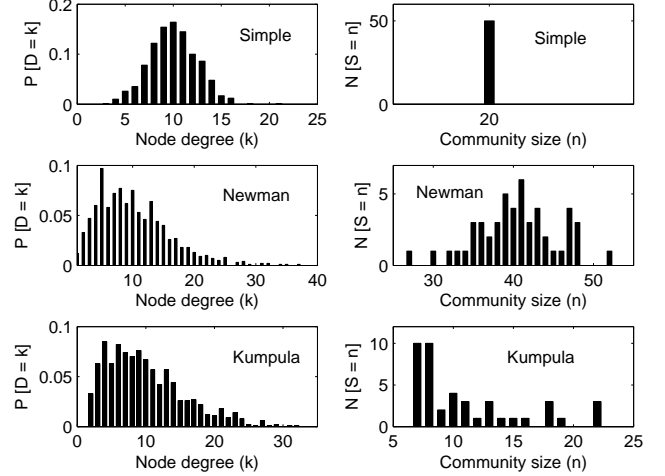 0.2
0.1
0
P [D = k]
Simple
0 5 10 15 20 25
Node degree (k)
50
0
N [S = n]
Simple
20
Community size (n)
0.1
0.05
0
P [D = k]
Newman
10 20 30 40
Node degree (k)
5
0
N [S = n]
Newman
30 40 50
Community size (n)
0.1
0.05
0
P [D = k]
Kumpula
0 10 20 30
Node degree (k)
10
5
0
N [S = n]
Kumpula
5 10 15 20 25
Community size (n)